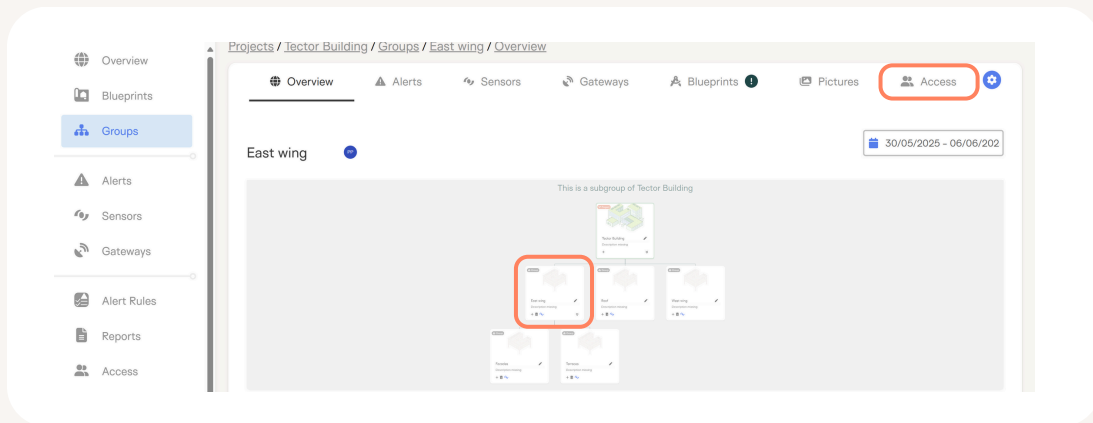 Projects / Tector Building / Groups / East wing / Overview
Overview
Blueprints
Groups
Alerts
Sensors
Gateways
Alert Rules
Reports
Access
Overview
Alerts
Sensors
Gateways
Blueprints
Pictures
Access
East wing
30/05/2025 - 06/06/202
This is a subgroup of Tector Building
Tector Building
East wing
Roof
West wing
Terrace